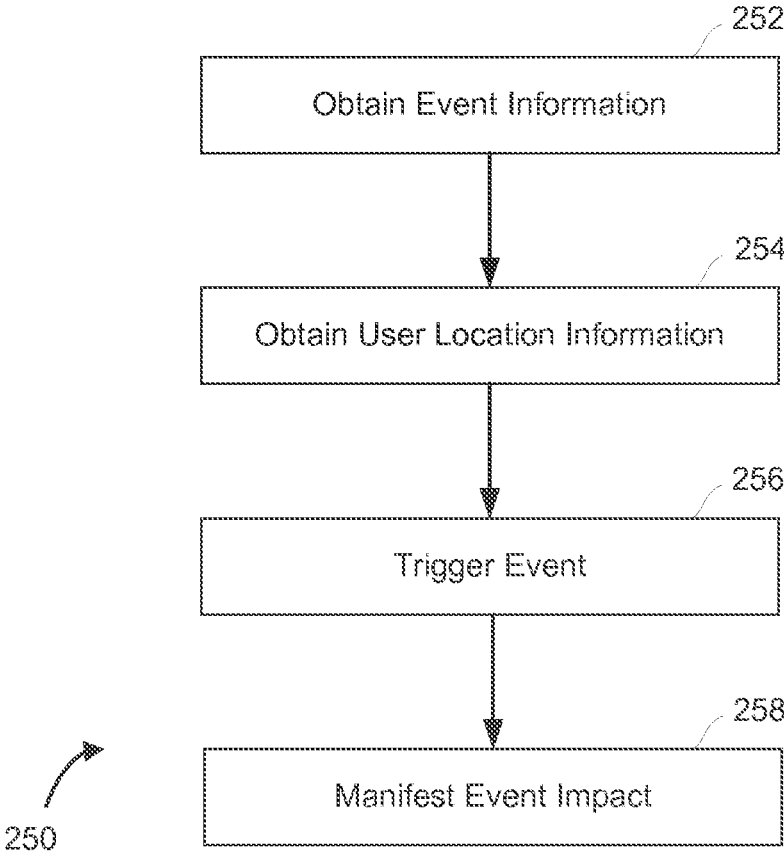 252
Obtain Event Information
254
Obtain User Location Information
256
Trigger Event
258
Manifest Event Impact
250